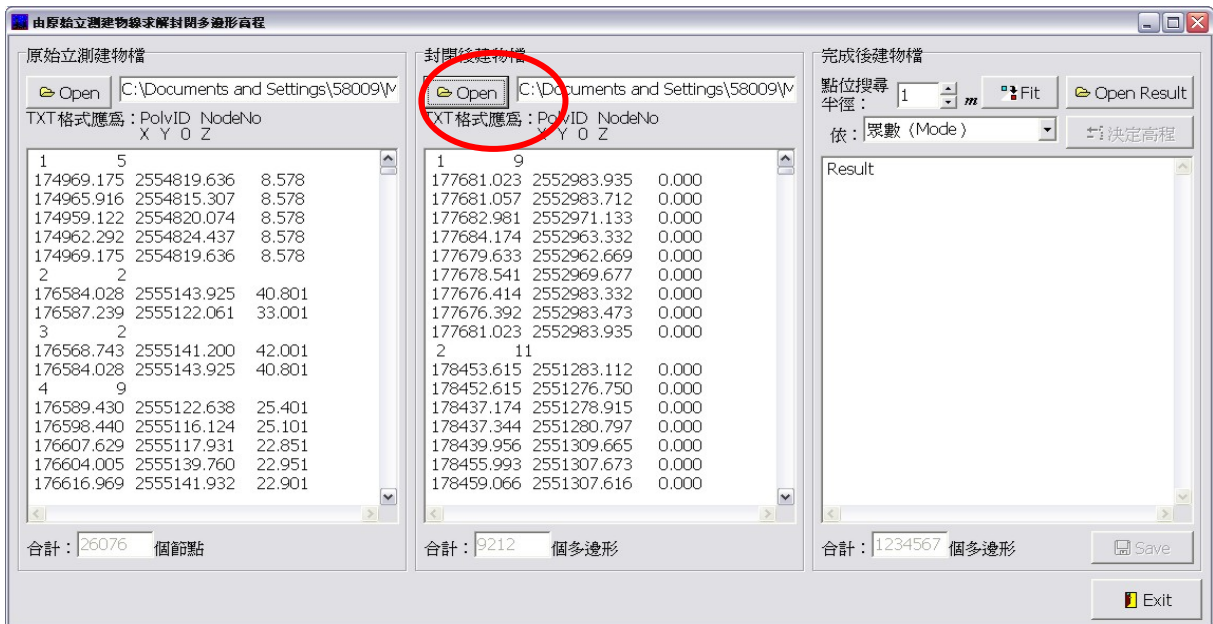 由原始立測建物線求解封閉多邊形高程
原始立測建物檔
Open C:\Documents and Settings\58009\M
TXT格式應為：PolyID NodeNo
X Y 0 Z
1 5
174969.175 2554819.636 8.578
174965.916 2554815.307 8.578
174959.122 2554820.074 8.578
174962.292 2554824.437 8.578
174969.175 2554819.636 8.578
2 2
176584.028 2555143.925 40.801
176587.239 2555122.061 33.001
3 2
176568.743 2555141.200 42.001
176584.028 2555143.925 40.801
4 9
176589.430 2555122.638 25.401
176598.440 2555116.124 25.101
176607.629 2555117.931 22.851
176604.005 2555139.760 22.951
176616.969 2555141.932 22.901
合計：26076 個節點
封閉後建物檔
Open C:\Documents and Settings\58009\M
TXT格式應為：PolyID NodeNo
X Y 0 Z
1 9
177681.023 2552983.935 0.000
177681.057 2552983.712 0.000
177682.981 2552971.133 0.000
177684.174 2552963.332 0.000
177679.633 2552962.669 0.000
177678.541 2552969.677 0.000
177676.414 2552983.332 0.000
177676.392 2552983.473 0.000
177681.023 2552983.935 0.000
2 11
178453.615 2551283.112 0.000
178452.615 2551276.750 0.000
178437.174 2551278.915 0.000
178437.344 2551280.797 0.000
178439.956 2551309.665 0.000
178455.993 2551307.673 0.000
178459.066 2551307.616 0.000
合計：9212 個多邊形
完成後建物檔
點位搜尋
半徑： 1 m Fit Open Result
依：眾數 (Mode) 決定高程
Result
合計：1234567 個多邊形 Save
Exit